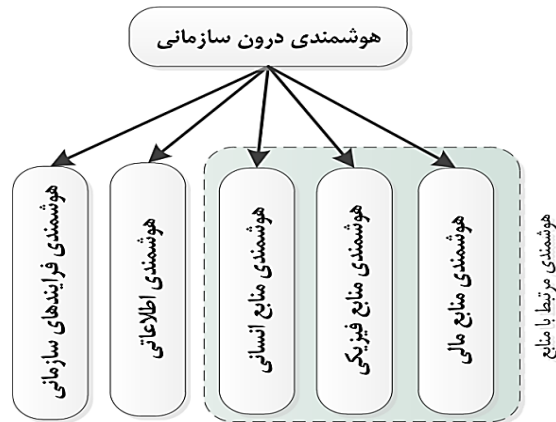 هوشمندی درون سازمانی
هوشمندی مرتبط با منابع
هوشمندی منابع مالی
هوشمندی منابع فیزیکی
هوشمندی منابع انسانی
هوشمندی اطلاعاتی
هوشمندی فرایندهای سازمانی